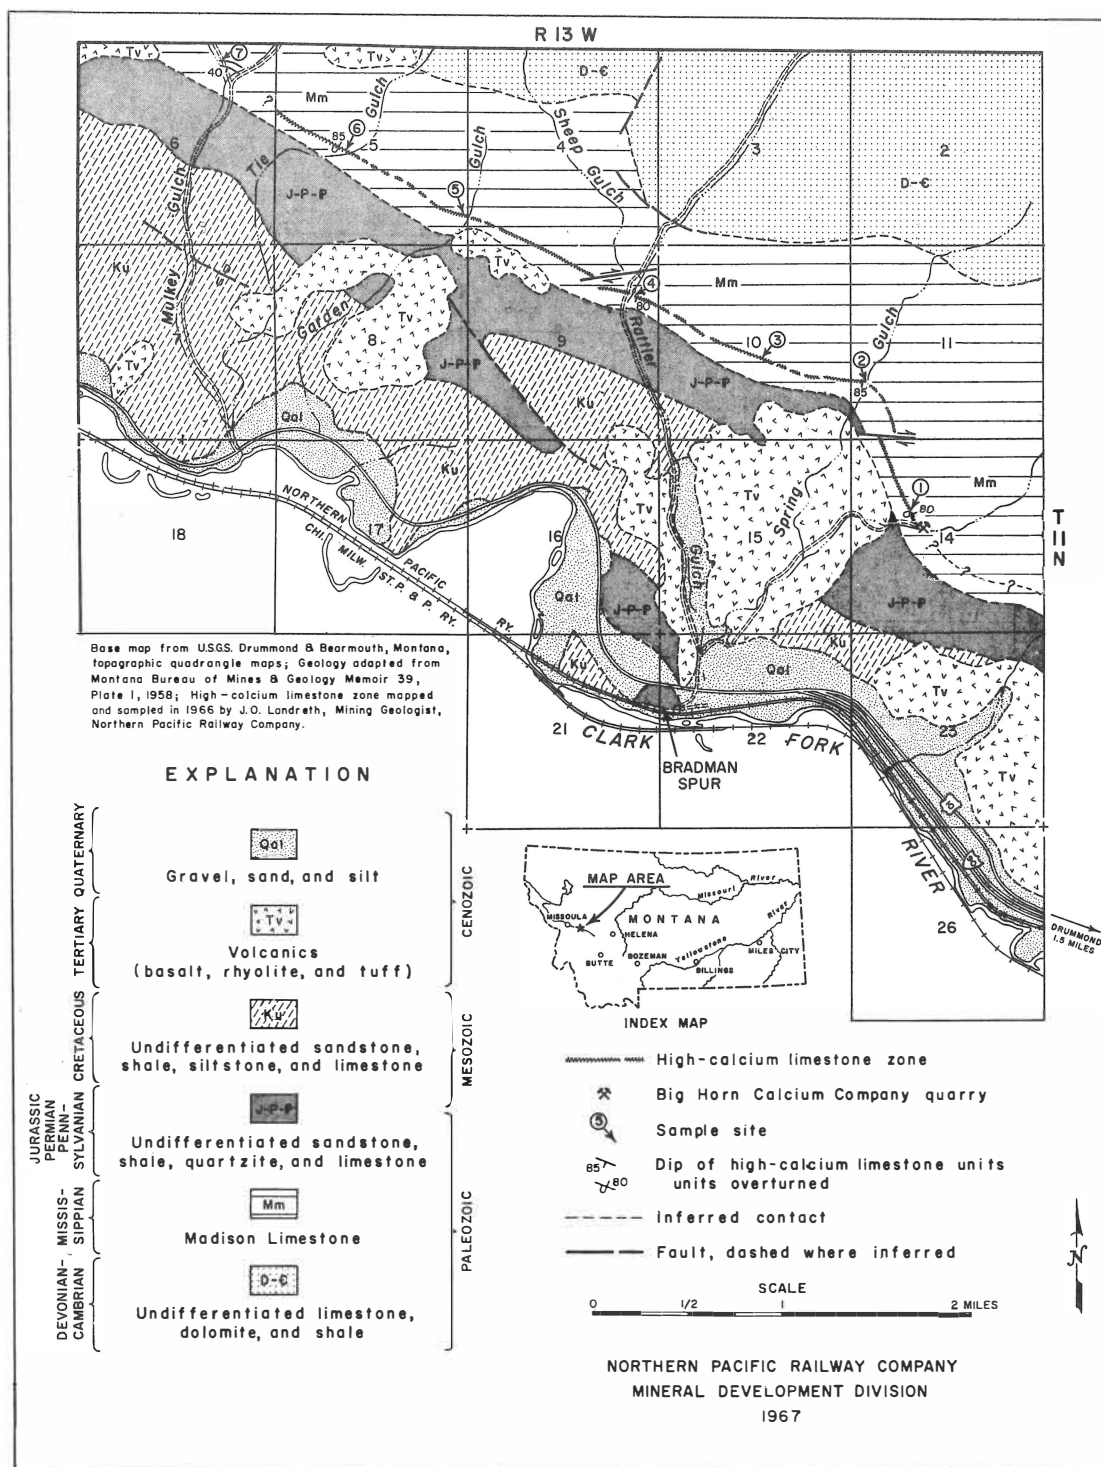 R 13 W
7
40
Tv
Tv
D-Є
Mm
?
85
6
6
5
4
3
2
Gulch
Tie
Gulch
Gulch
Sheep
Gulch
D-Є
J-P-P
5
Ku
Mulkey
Gulch
Tv
Mm
4
80
Garden
Tv
8
9
Rattler
10
3
11
Gulch
2
85
Tv
J-P-P
J-P-P
Ku
Qal
Ku
Tv
Tv
Spring
Mm
1
80
T
11
N
18
NORTHERN
PACIFIC
RY.
17
CHI. MILW. ST. P. & P. RY.
16
15
14
Gulch
?
?
Qal
J-P-P
J-P-P
Ku
Ku
Qal
Tv
23
Tv
21
CLARK
22
FORK
RIVER
BRADMAN
SPUR
10
90
26
DRUMMOND
1.5 MILES
Base map from U.S.G.S. Drummond & Bearmouth, Montana,
topagraphic quadrangle maps; Geology adapted from
Montana Bureau of Mines & Geology Memoir 39,
Plate 1, 1958; High-calcium limestone zone mapped
and sampled in 1966 by J.O. Landreth, Mining Geologist,
Northern Pacific Railway Company.
EXPLANATION
QUATERNARY
Qal
Gravel, sand, and silt
TERTIARY
Tv
Volcanics
(basalt, rhyolite, and tuff)
CENOZOIC
CRETACEOUS
Ku
Undifferentiated sandstone,
shale, siltstone, and limestone
MESOZOIC
JURASSIC
PERMIAN
PENN-
SYLVANIAN
J-P-P
Undifferentiated sandstone,
shale, quartzite, and limestone
MISSIS-
SIPPIAN
Mm
Madison Limestone
PALEOZOIC
DEVONIAN-
CAMBRIAN
D-Є
Undifferentiated limestone,
dolomite, and shale
MAP AREA
MISSOULA
MONTANA
HELENA
BUTTE
BOZEMAN
BILLINGS
MILES CITY
Missouri River
Yellowstone River
INDEX MAP
High-calcium limestone zone
Big Horn Calcium Company quarry
5
Sample site
85
Dip of high-calcium limestone units
80
units overturned
Inferred contact
Fault, dashed where inferred
SCALE
0 1/2 1 2 MILES
N
NORTHERN PACIFIC RAILWAY COMPANY
MINERAL DEVELOPMENT DIVISION
1967